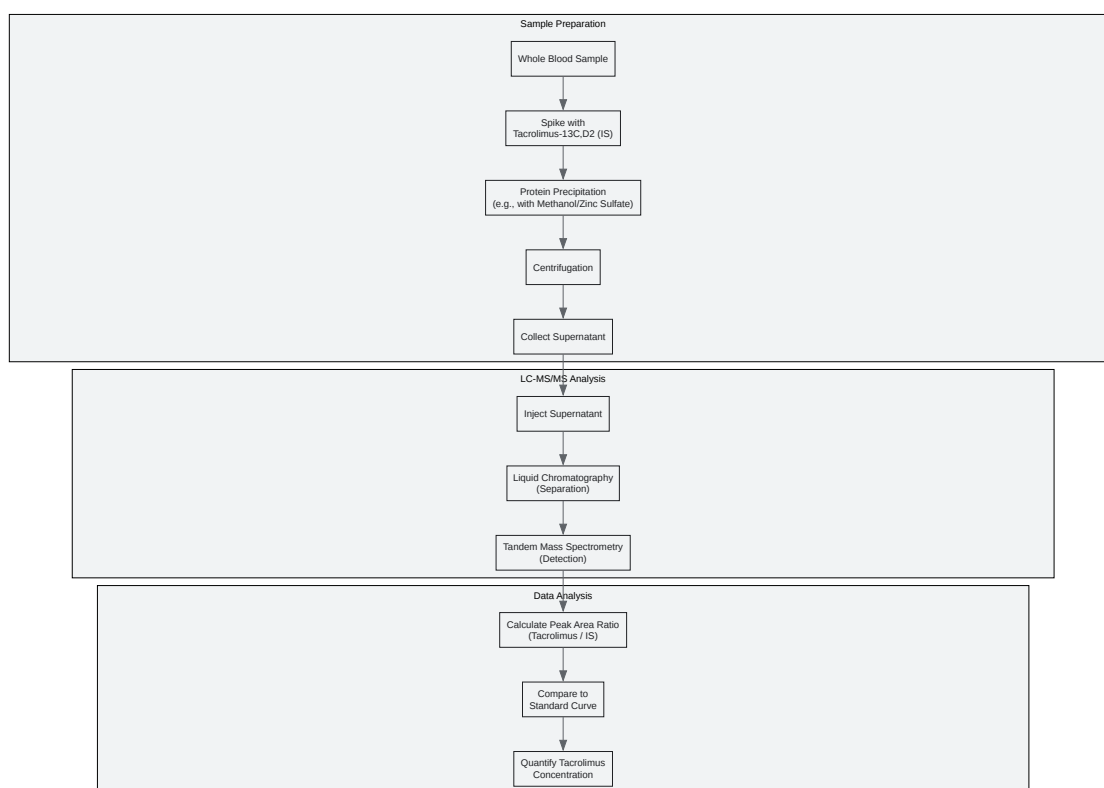 Sample Preparation
Whole Blood Sample
Spike with
Tacrolimus-13C,D2 (IS)
Protein Precipitation
(e.g., with Methanol/Zinc Sulfate)
Centrifugation
Collect Supernatant
LC-MS/MS Analysis
Inject Supernatant
Liquid Chromatography
(Separation)
Tandem Mass Spectrometry
(Detection)
Data Analysis
Calculate Peak Area Ratio
(Tacrolimus / IS)
Compare to
Standard Curve
Quantify Tacrolimus
Concentration